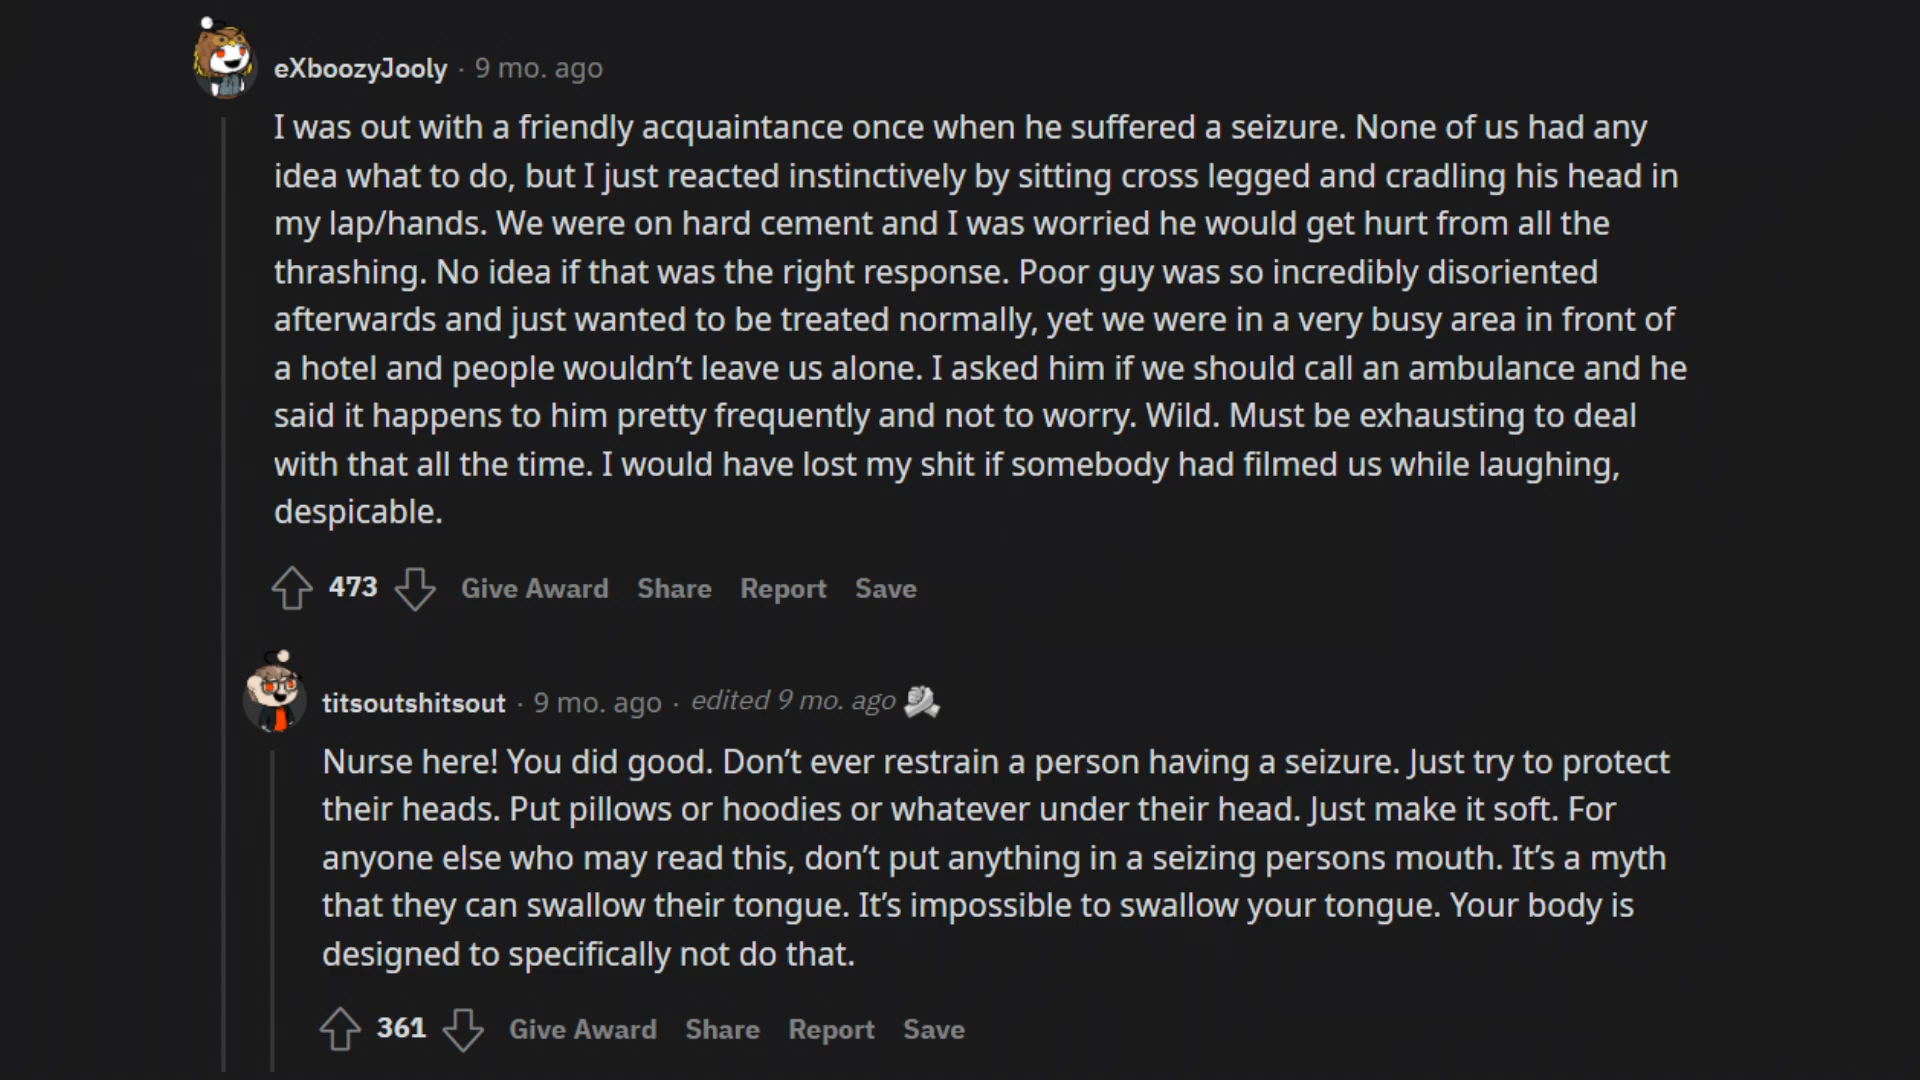 eXboozyJooly · 9 mo. ago
I was out with a friendly acquaintance once when he suffered a seizure. None of us had any
idea what to do, but I just reacted instinctively by sitting cross legged and cradling his head in
my lap/hands. We were on hard cement and I was worried he would get hurt from all the
thrashing. No idea if that was the right response. Poor guy was so incredibly disoriented
afterwards and just wanted to be treated normally, yet we were in a very busy area in front of
a hotel and people wouldn’t leave us alone. I asked him if we should call an ambulance and he
said it happens to him pretty frequently and not to worry. Wild. Must be exhausting to deal
with that all the time. I would have lost my shit if somebody had filmed us while laughing,
despicable.
473 Give Award Share Report Save
titsoutshitsout · 9 mo. ago · edited 9 mo. ago
Nurse here! You did good. Don’t ever restrain a person having a seizure. Just try to protect
their heads. Put pillows or hoodies or whatever under their head. Just make it soft. For
anyone else who may read this, don’t put anything in a seizing persons mouth. It’s a myth
that they can swallow their tongue. It’s impossible to swallow your tongue. Your body is
designed to specifically not do that.
361 Give Award Share Report Save